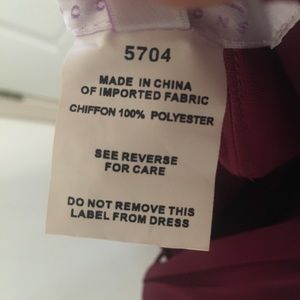 5704
MADE IN CHINA
OF IMPORTED FABRIC
CHIFFON 100% POLYESTER
SEE REVERSE
FOR CARE
DO NOT REMOVE THIS
LABEL FROM DRESS